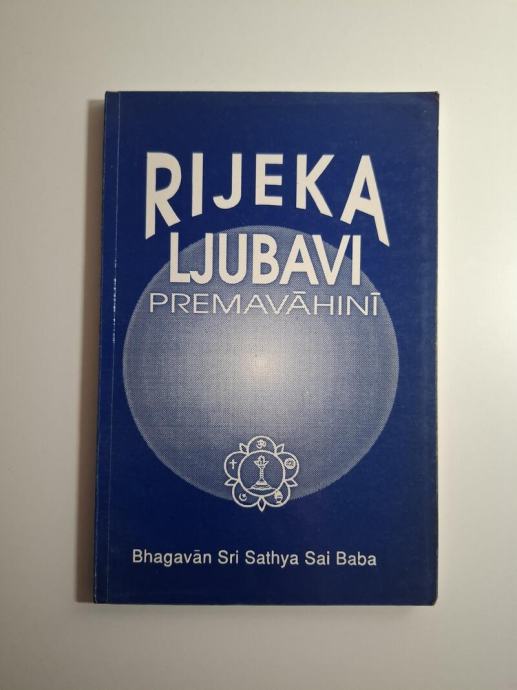 RIJEKA
LJUBAVI
PREMAVĀHINĪ
ॐ
Bhagavān Sri Sathya Sai Baba